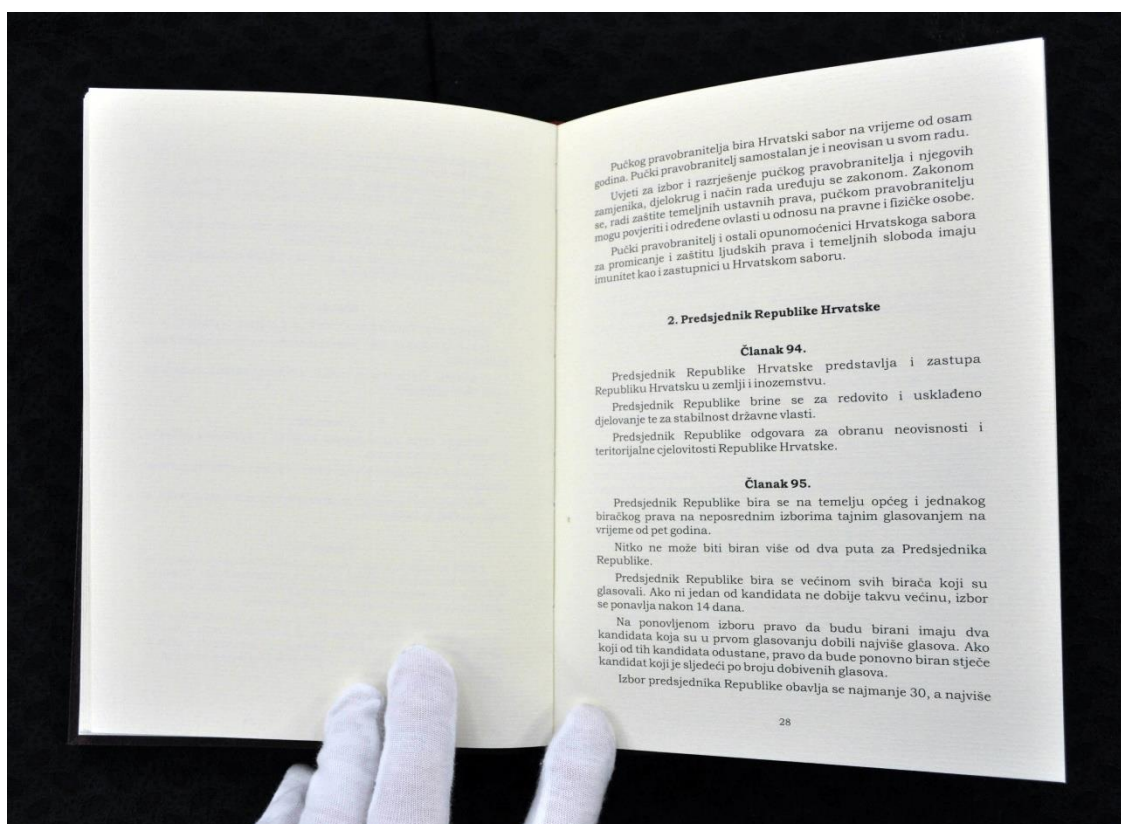 Pučkog pravobranitelja bira Hrvatski sabor na vrijeme od osam
godina. Pučki pravobranitelj samostalan je i neovisan u svom radu.
Uvjeti za izbor i razrješenje pučkog pravobranitelja i njegovih
zamjenika, djelokrug i način rada uređuju se zakonom. Zakonom
se, radi zaštite temeljnih ustavnih prava, pučkom pravobranitelju
mogu povjeriti i određene ovlasti u odnosu na pravne i fizičke osobe.
Pučki pravobranitelj i ostali opunomoćenici Hrvatskoga sabora
za promicanje i zaštitu ljudskih prava i temeljnih sloboda imaju
imunitet kao i zastupnici u Hrvatskom saboru.
2. Predsjednik Republike Hrvatske
Članak 94.
Predsjednik Republike Hrvatske predstavlja i zastupa
Republiku Hrvatsku u zemlji i inozemstvu.
Predsjednik Republike brine se za redovito i usklađeno
djelovanje te za stabilnost državne vlasti.
Predsjednik Republike odgovara za obranu neovisnosti i
teritorijalne cjelovitosti Republike Hrvatske.
Članak 95.
Predsjednik Republike bira se na temelju općeg i jednakog
biračkog prava na neposrednim izborima tajnim glasovanjem na
vrijeme od pet godina.
Nitko ne može biti biran više od dva puta za Predsjednika
Republike.
Predsjednik Republike bira se većinom svih birača koji su
glasovali. Ako ni jedan od kandidata ne dobije takvu većinu, izbor
se ponavlja nakon 14 dana.
Na ponovljenom izboru pravo da budu birani imaju dva
kandidata koja su u prvom glasovanju dobili najviše glasova. Ako
koji od tih kandidata odustane, pravo da bude ponovno biran stječe
kandidat koji je sljedeći po broju dobivenih glasova.
Izbor predsjednika Republike obavlja se najmanje 30, a najviše
28